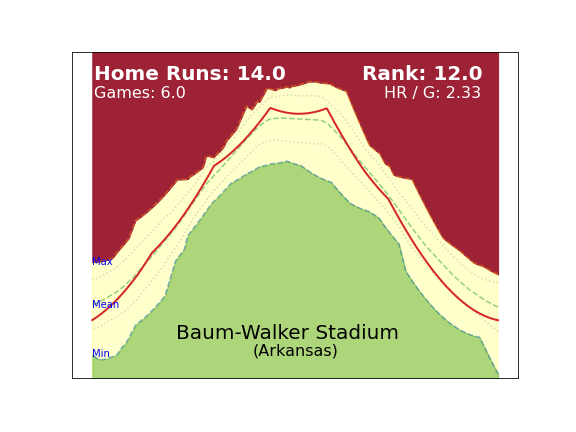 Home Runs: 14.0
Rank: 12.0
Games: 6.0
HR / G: 2.33
Max
Mean
Min
Baum-Walker Stadium
(Arkansas)